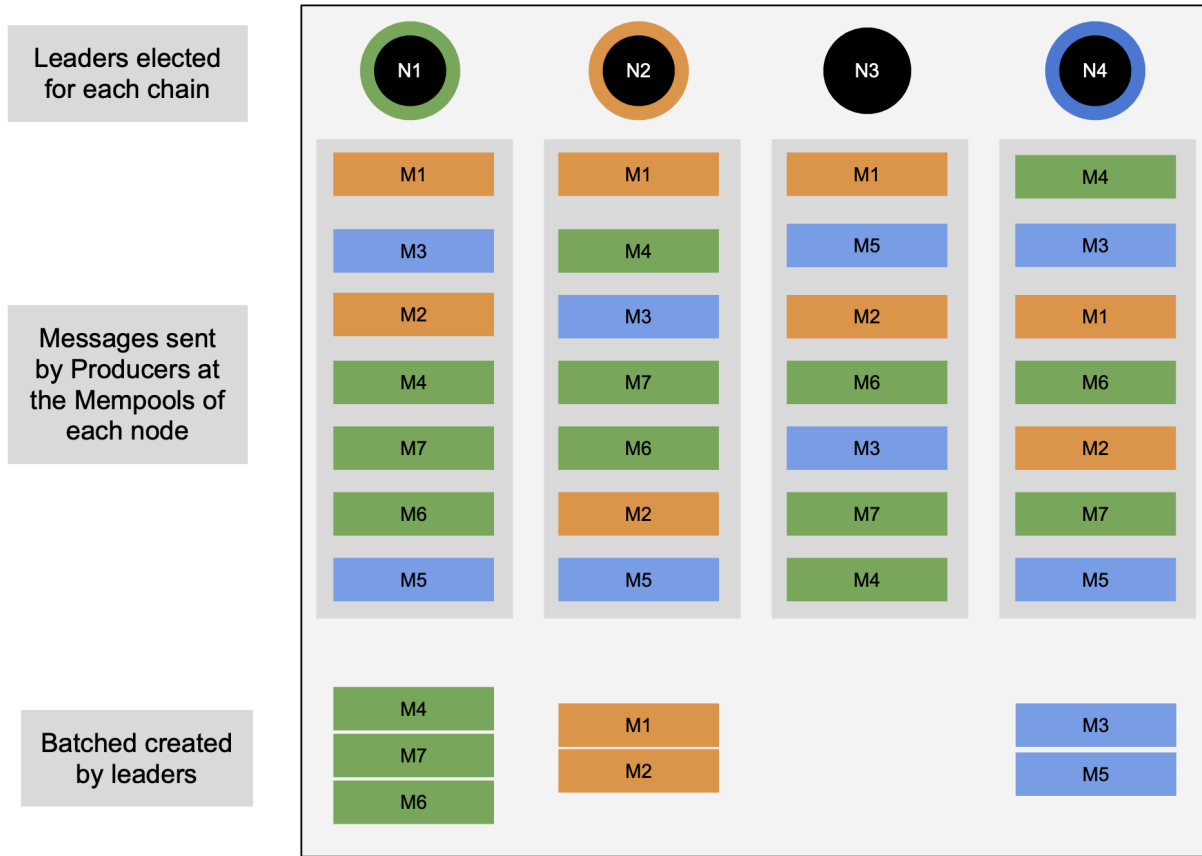 Leaders elected
for each chain
N1
N2
N3
N4
Messages sent
by Producers at
the Mempools of
each node
M1
M3
M2
M4
M7
M6
M5
M1
M4
M3
M7
M6
M2
M5
M1
M5
M2
M6
M3
M7
M4
M4
M3
M1
M6
M2
M7
M5
Batched created
by leaders
M4
M7
M6
M1
M2
M3
M5